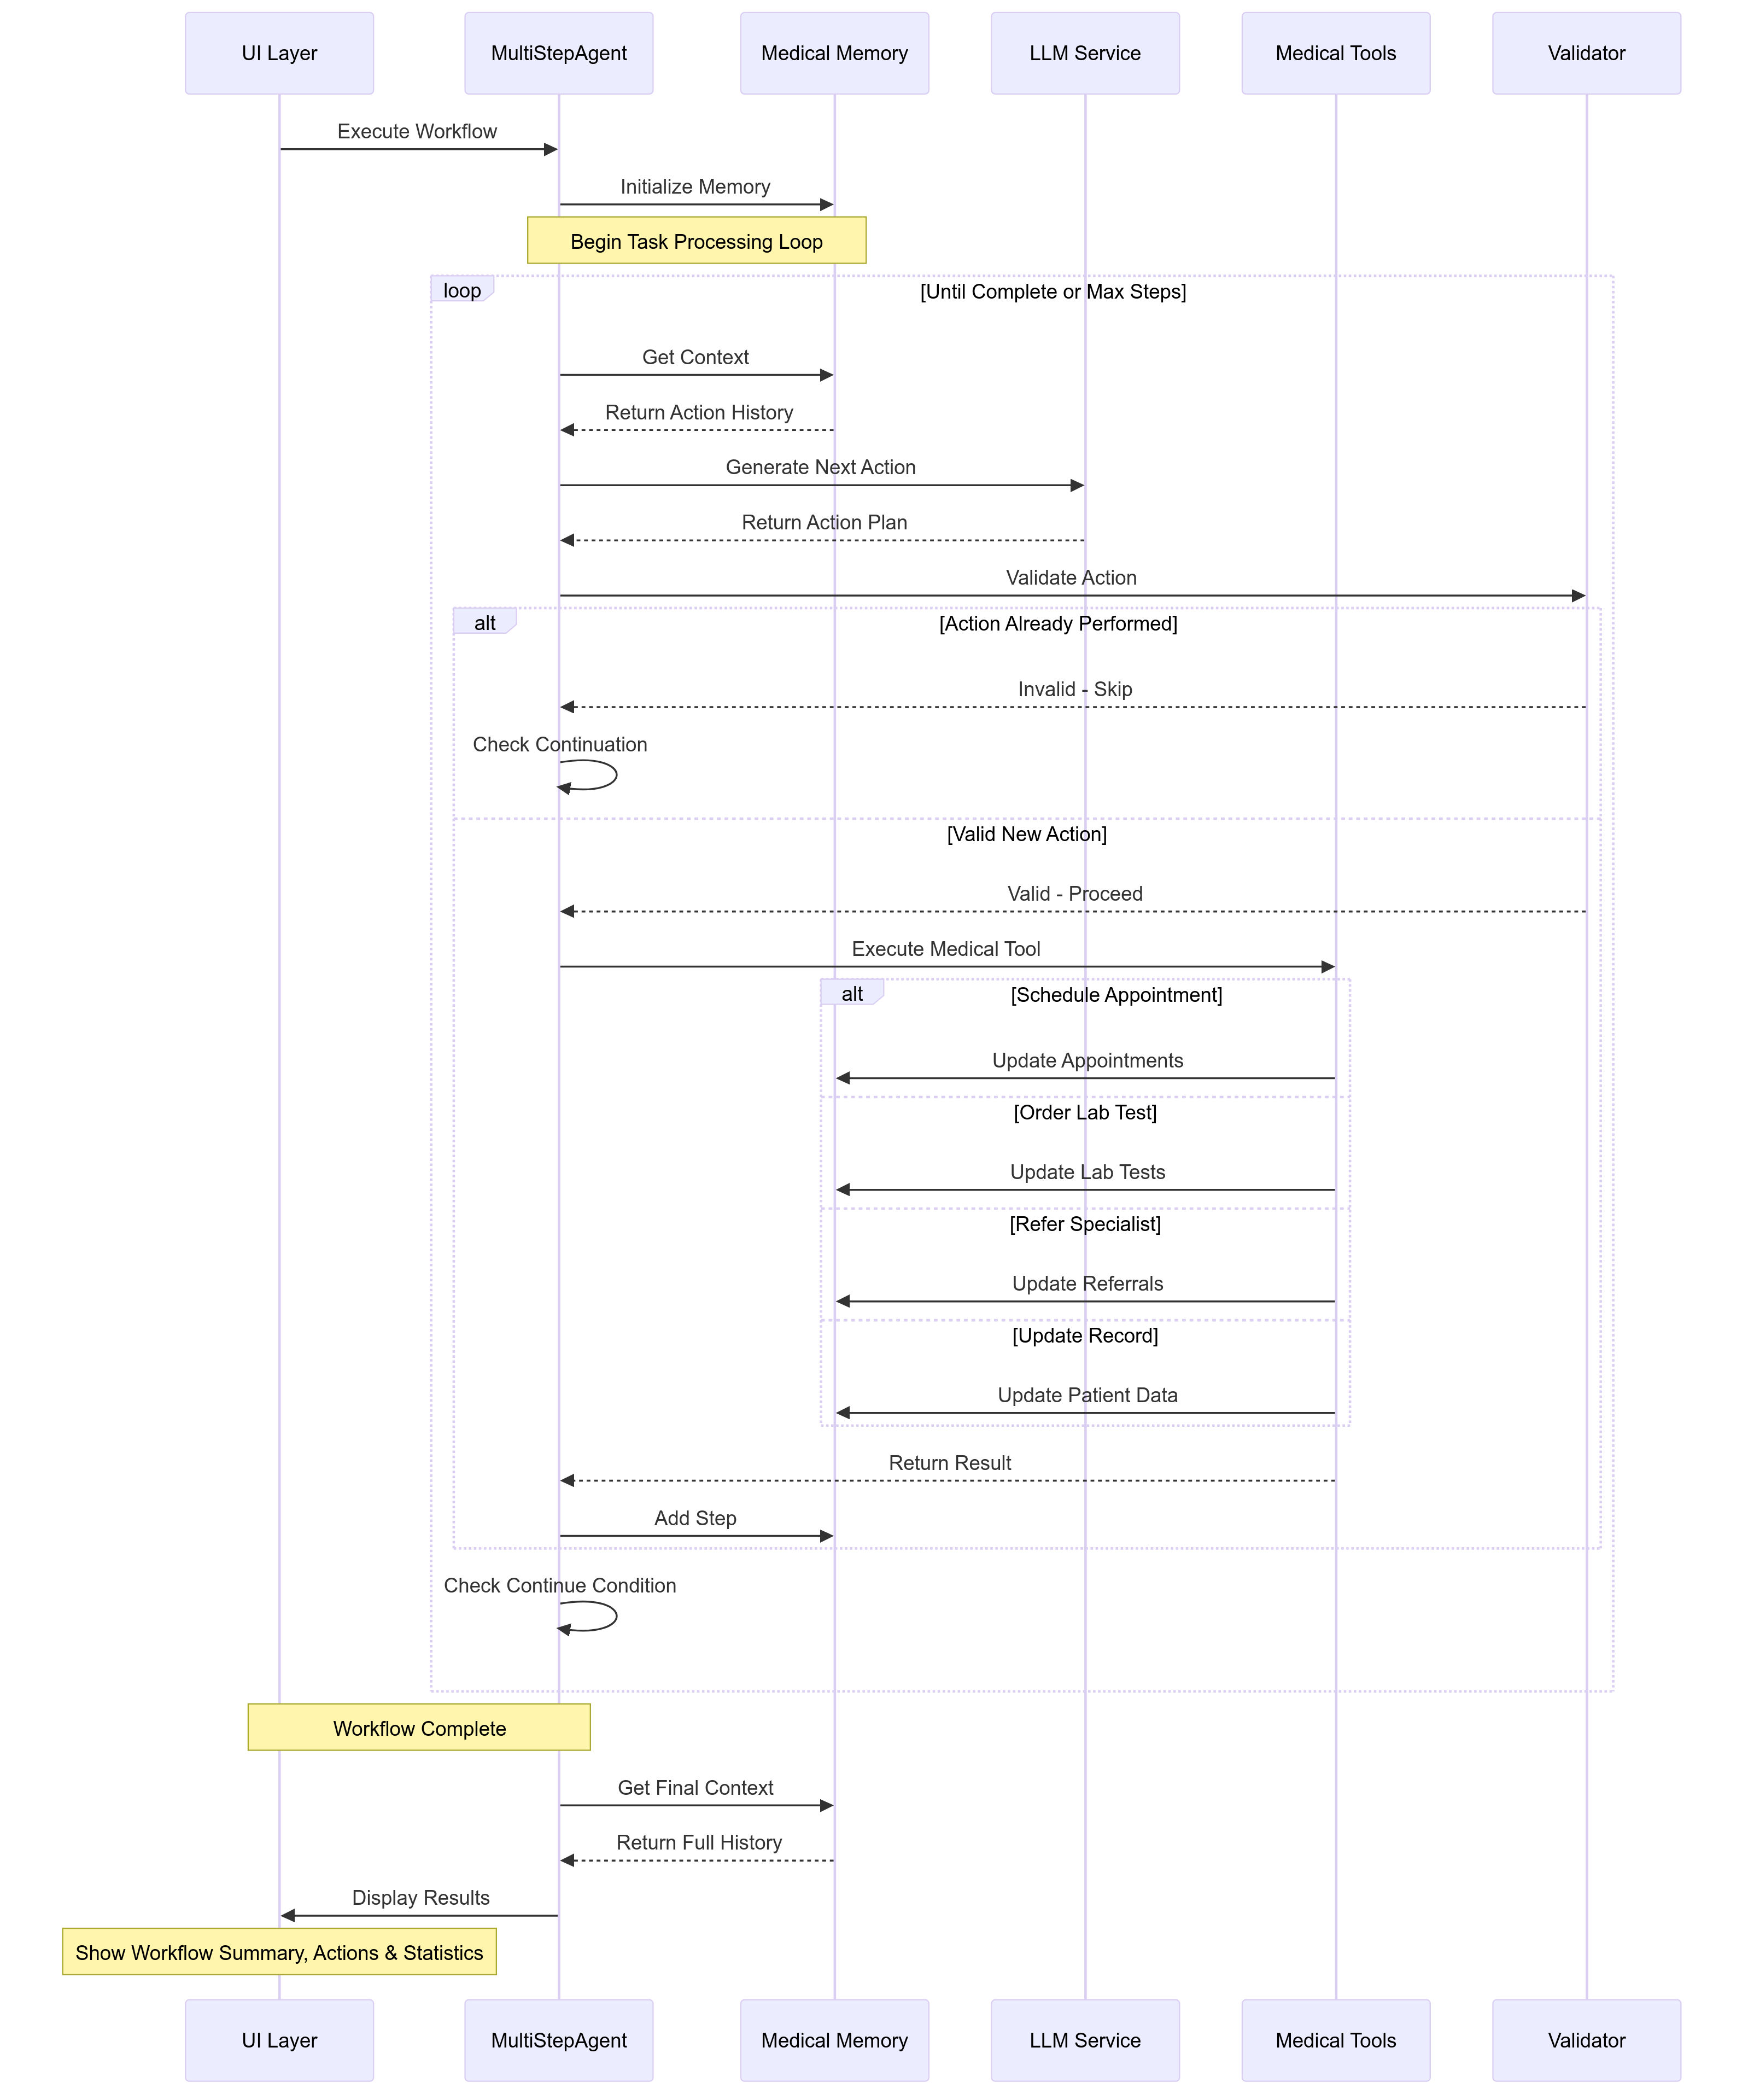 UI Layer
MultiStepAgent
Medical Memory
LLM Service
Medical Tools
Validator
Execute Workflow
Initialize Memory
Begin Task Processing Loop
loop
[Until Complete or Max Steps]
Get Context
Return Action History
Generate Next Action
Return Action Plan
Validate Action
alt
[Action Already Performed]
Invalid - Skip
Check Continuation
[Valid New Action]
Valid - Proceed
Execute Medical Tool
alt
[Schedule Appointment]
Update Appointments
[Order Lab Test]
Update Lab Tests
[Refer Specialist]
Update Referrals
[Update Record]
Update Patient Data
Return Result
Add Step
Check Continue Condition
Workflow Complete
Get Final Context
Return Full History
Display Results
Show Workflow Summary, Actions & Statistics
UI Layer
MultiStepAgent
Medical Memory
LLM Service
Medical Tools
Validator